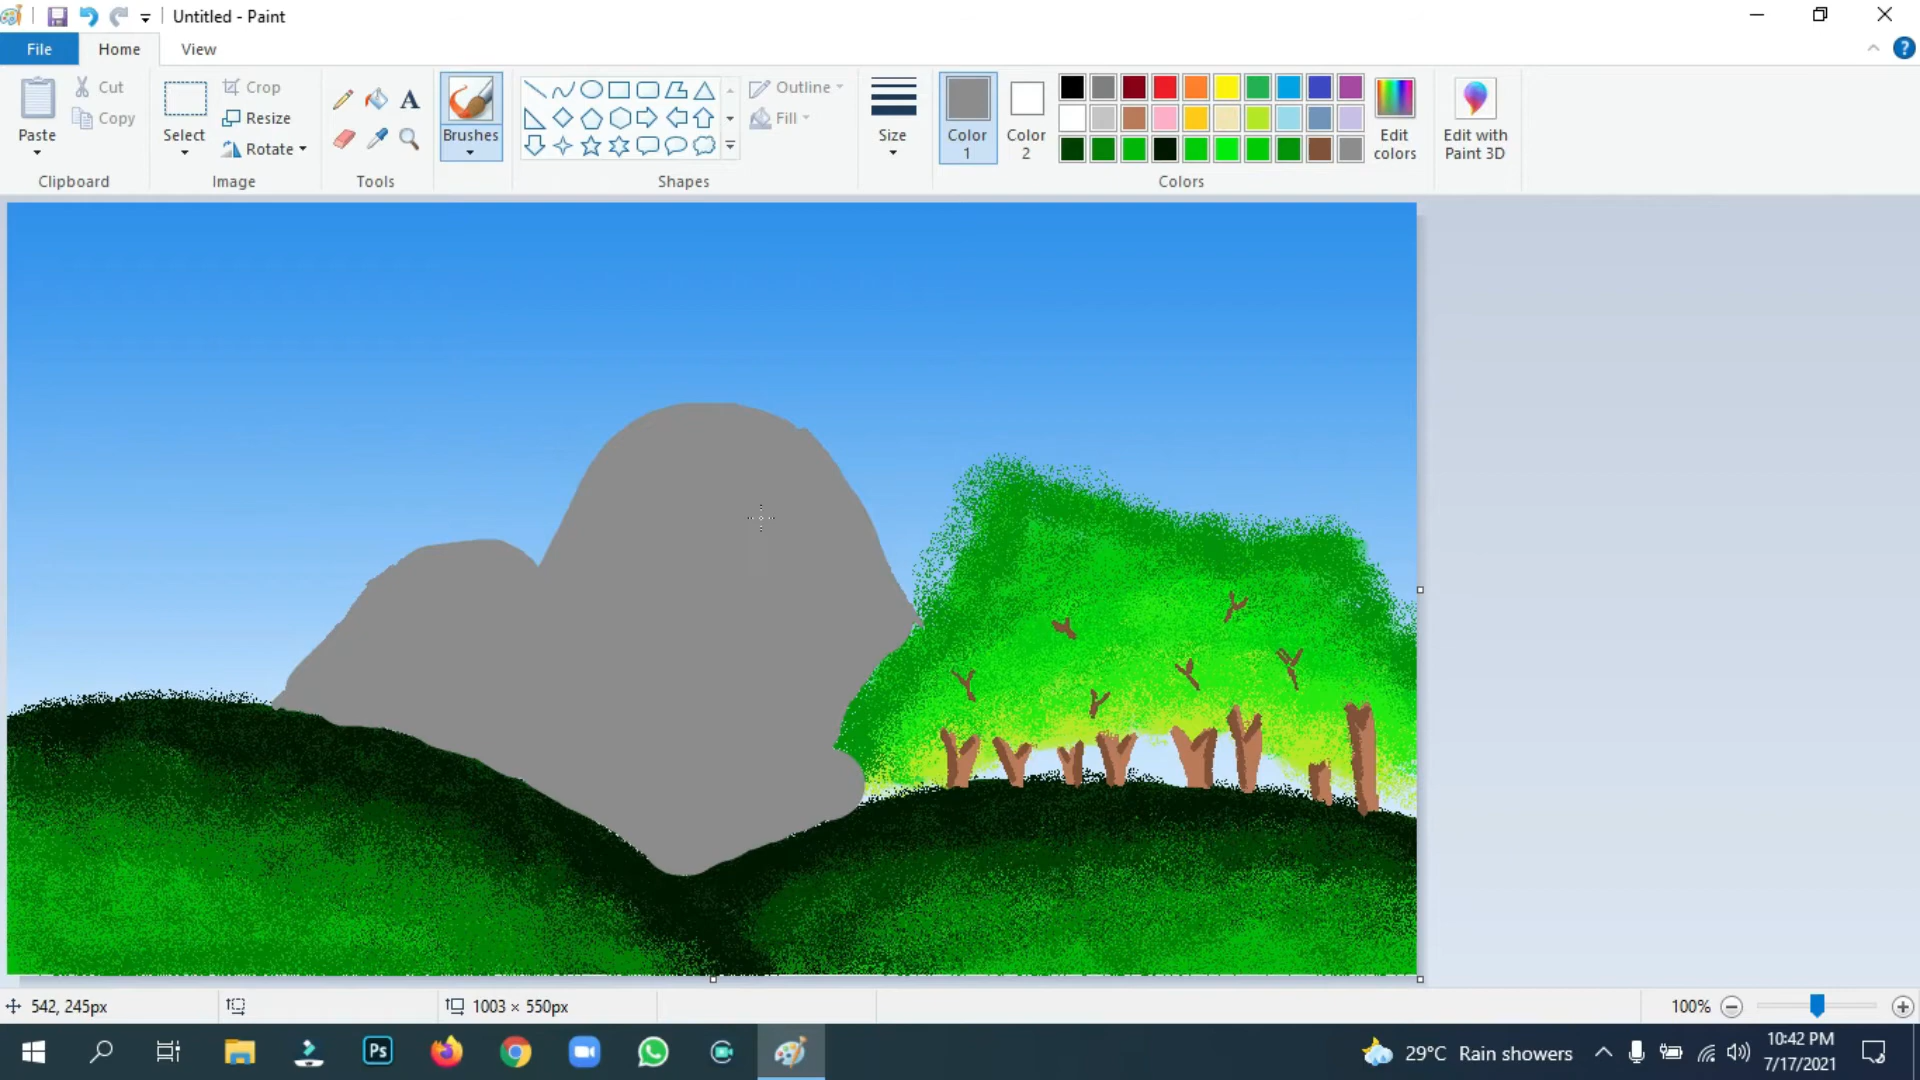 Untitled - Paint
File Home View
Paste
Cut
Copy
Clipboard
Select
Crop
Resize
Rotate
Image
A
Tools
Brushes
Shapes
Outline
Fill
Size
Color 1
Color 2
Edit colors
Colors
Edit with Paint 3D
542, 245px
1003 × 550px
100%
Ps
29°C Rain showers
10:42 PM
7/17/2021